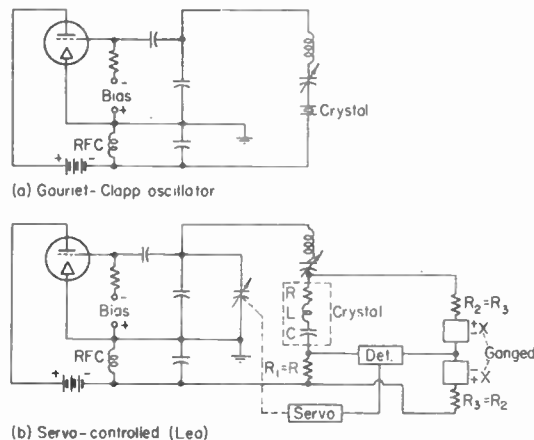 Bias
RFC
Crystal
(a) Gouriet-Clapp oscillator
Bias
RFC
R
L
C
Crystal
R₁=R
Det.
Servo
R₂=R₃
Ganged
R₃=R₂
(b) Servo-controlled (Lea)